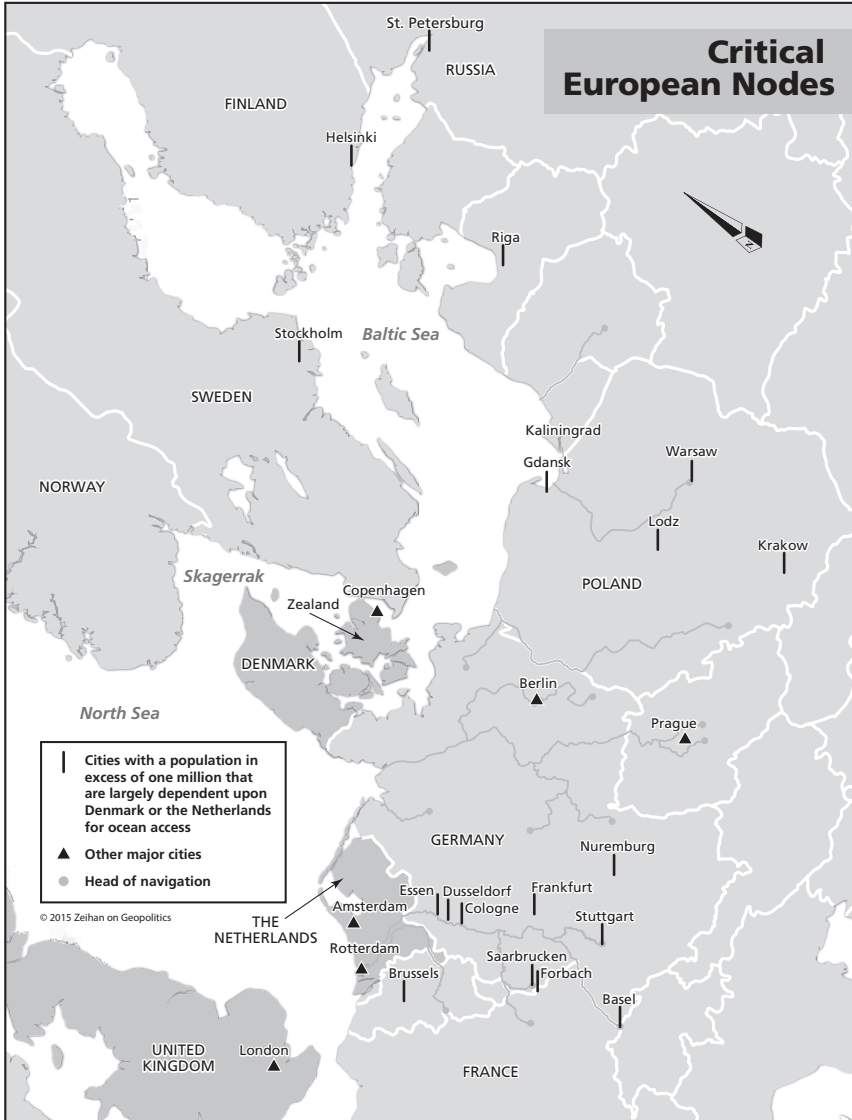 St. Petersburg
Critical
European Nodes
RUSSIA
FINLAND
Helsinki
Riga
N
Stockholm
Baltic Sea
SWEDEN
Kaliningrad
Gdansk
Warsaw
NORWAY
Lodz
Krakow
Skagerrak
Copenhagen
POLAND
Zealand
DENMARK
Berlin
North Sea
Prague
Cities with a population in
excess of one million that
are largely dependent upon
Denmark or the Netherlands
for ocean access
Other major cities
Head of navigation
© 2015 Zeihan on Geopolitics
GERMANY
Nuremburg
Essen
Dusseldorf
Frankfurt
Cologne
Amsterdam
THE
NETHERLANDS
Stuttgart
Rotterdam
Saarbrucken
Brussels
Forbach
Basel
UNITED
KINGDOM
London
FRANCE